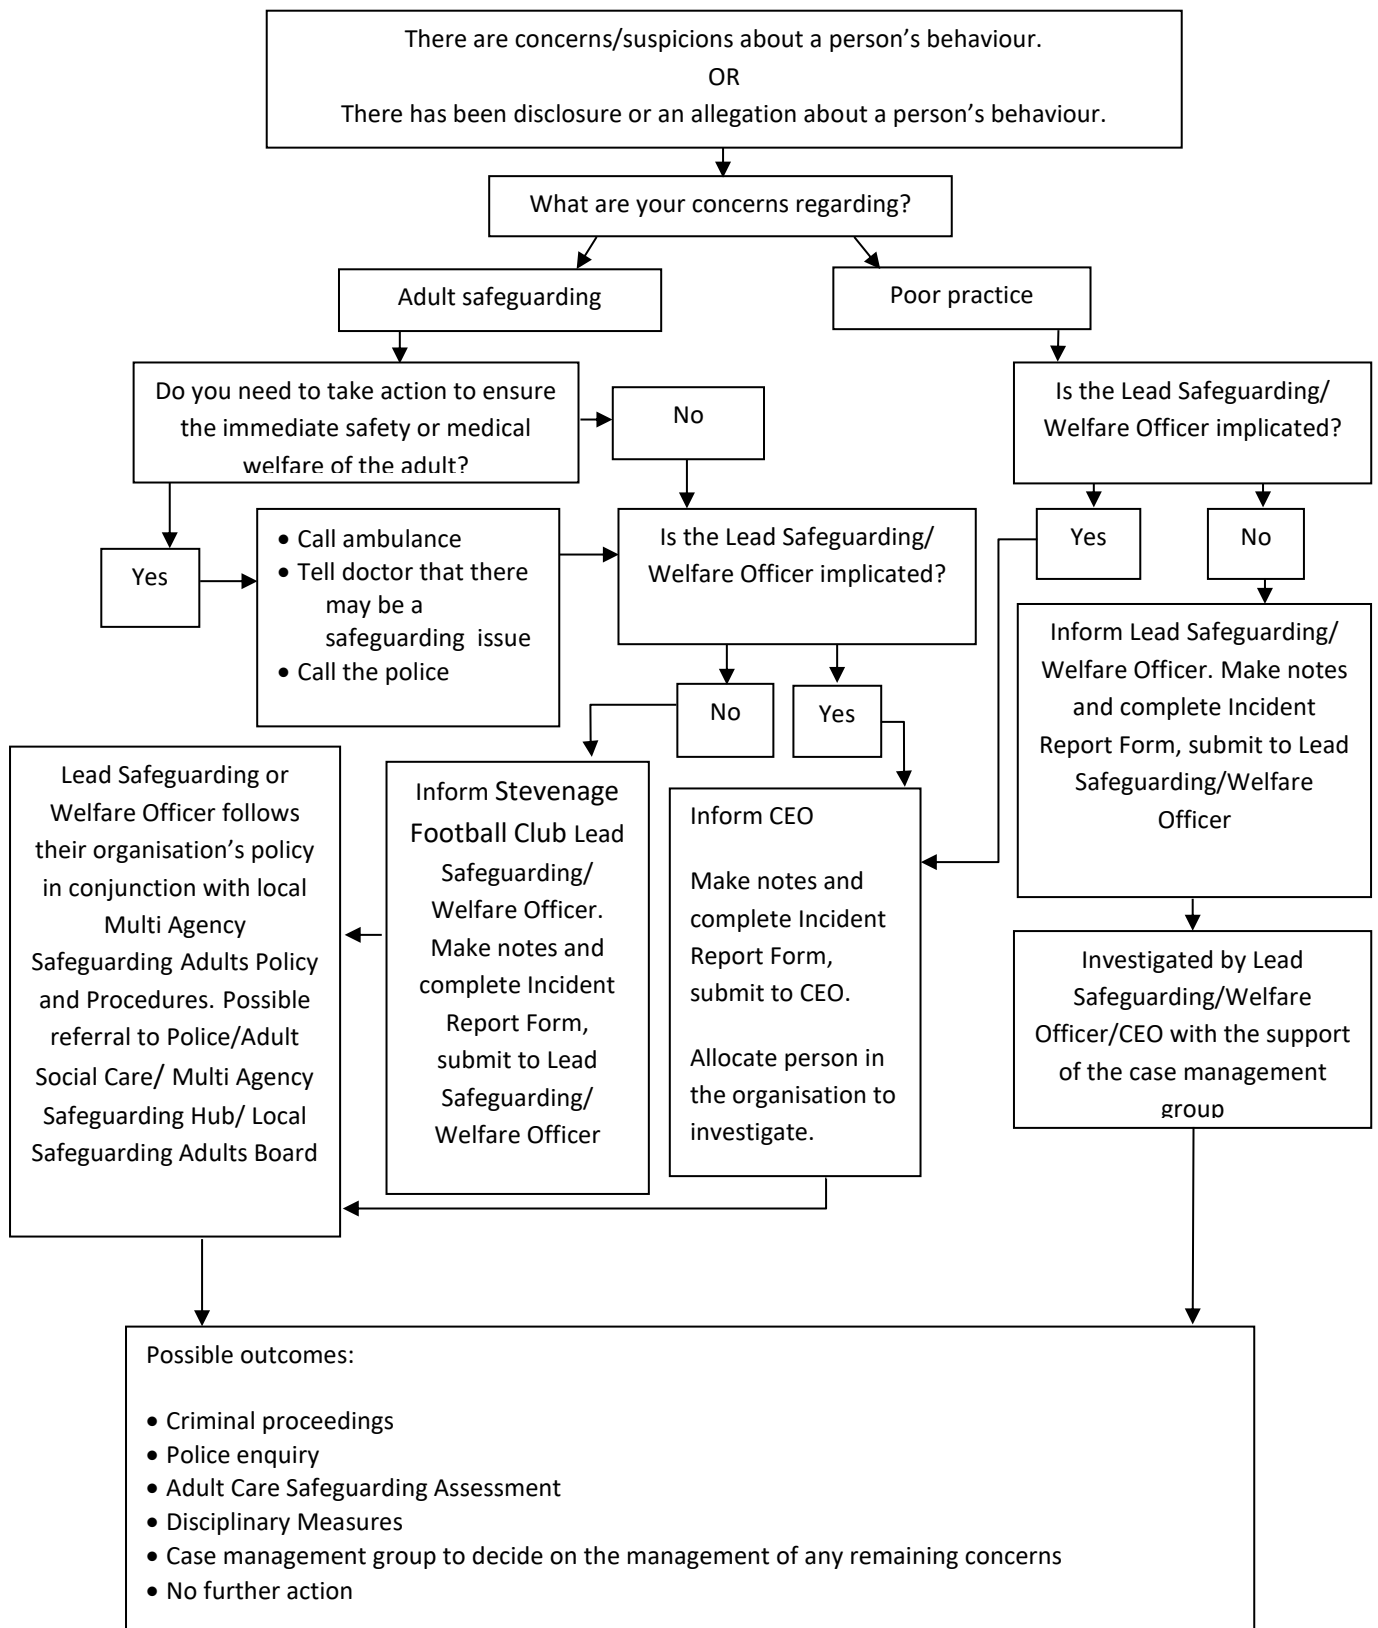 There are concerns/suspicions about a person’s behaviour.
OR
There has been disclosure or an allegation about a person’s behaviour.
What are your concerns regarding?
Adult safeguarding
Poor practice
Do you need to take action to ensure
the immediate safety or medical
welfare of the adult?
No
Is the Lead Safeguarding/
Welfare Officer implicated?
Yes
• Call ambulance
• Tell doctor that there
may be a
safeguarding issue
• Call the police
Is the Lead Safeguarding/
Welfare Officer implicated?
Yes
No
No
Yes
Inform Lead Safeguarding/
Welfare Officer. Make notes
and complete Incident
Report Form, submit to Lead
Safeguarding/Welfare
Officer
Lead Safeguarding or
Welfare Officer follows
their organisation’s policy
in conjunction with local
Multi Agency
Safeguarding Adults Policy
and Procedures. Possible
referral to Police/Adult
Social Care/ Multi Agency
Safeguarding Hub/ Local
Safeguarding Adults Board
Inform Stevenage
Football Club Lead
Safeguarding/
Welfare Officer.
Make notes and
complete Incident
Report Form,
submit to Lead
Safeguarding/
Welfare Officer
Inform CEO
Make notes and
complete Incident
Report Form,
submit to CEO.
Allocate person in
the organisation to
investigate.
Investigated by Lead
Safeguarding/Welfare
Officer/CEO with the support
of the case management
group
Possible outcomes:
• Criminal proceedings
• Police enquiry
• Adult Care Safeguarding Assessment
• Disciplinary Measures
• Case management group to decide on the management of any remaining concerns
• No further action